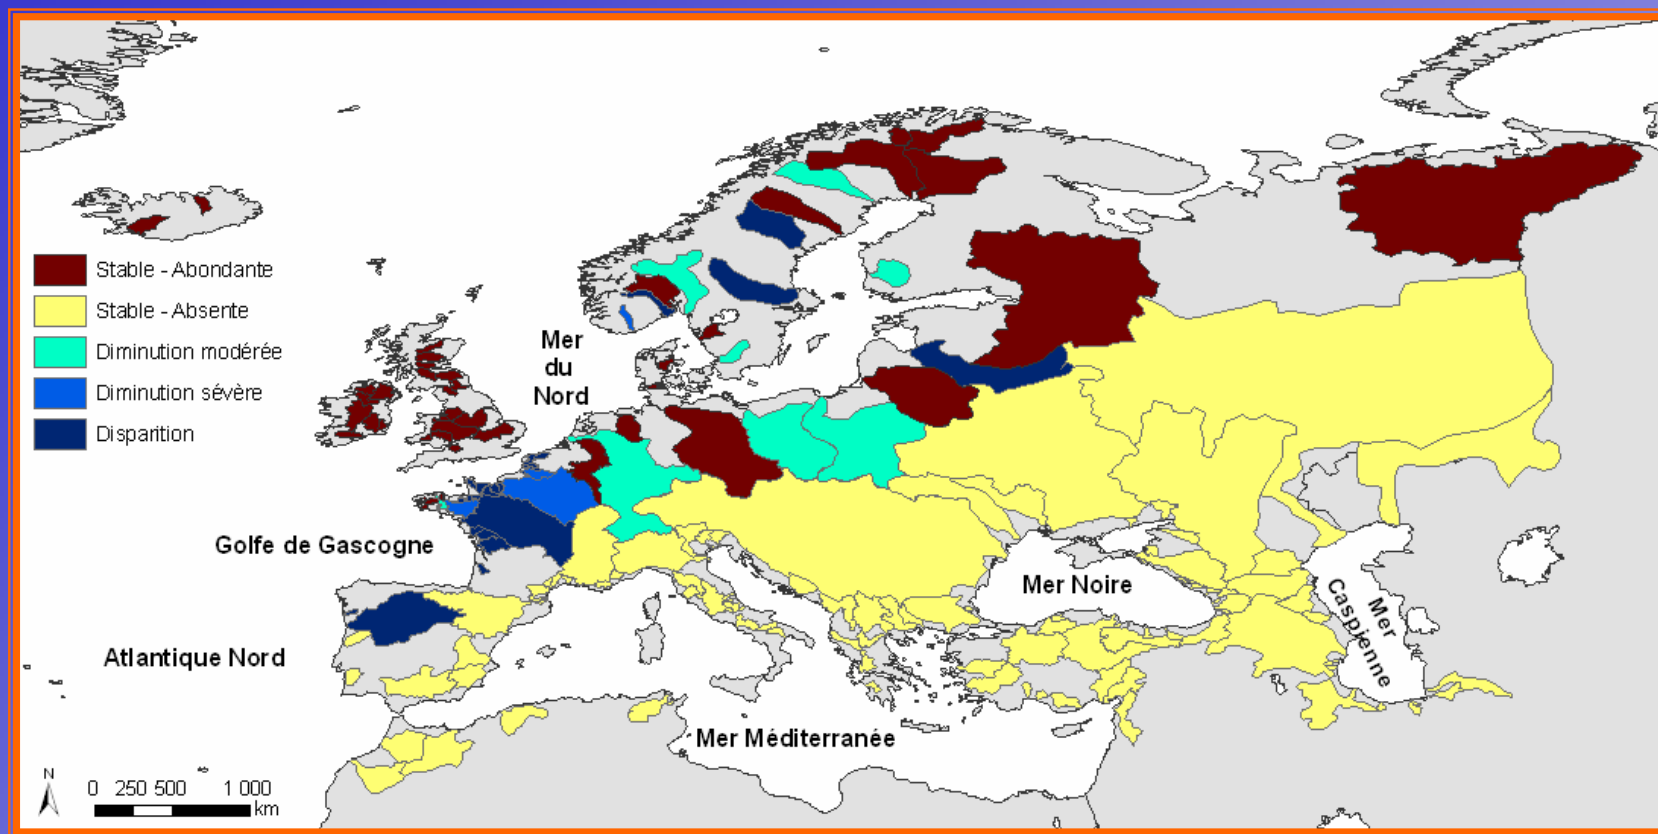 Stable - Abondante
Stable - Absente
Diminution modérée
Diminution sévère
Disparition
Mer
du
Nord
Golfe de Gascogne
Atlantique Nord
Mer Noire
Mer
Caspienne
Mer Méditerranée
N
0 250 500 1 000
km